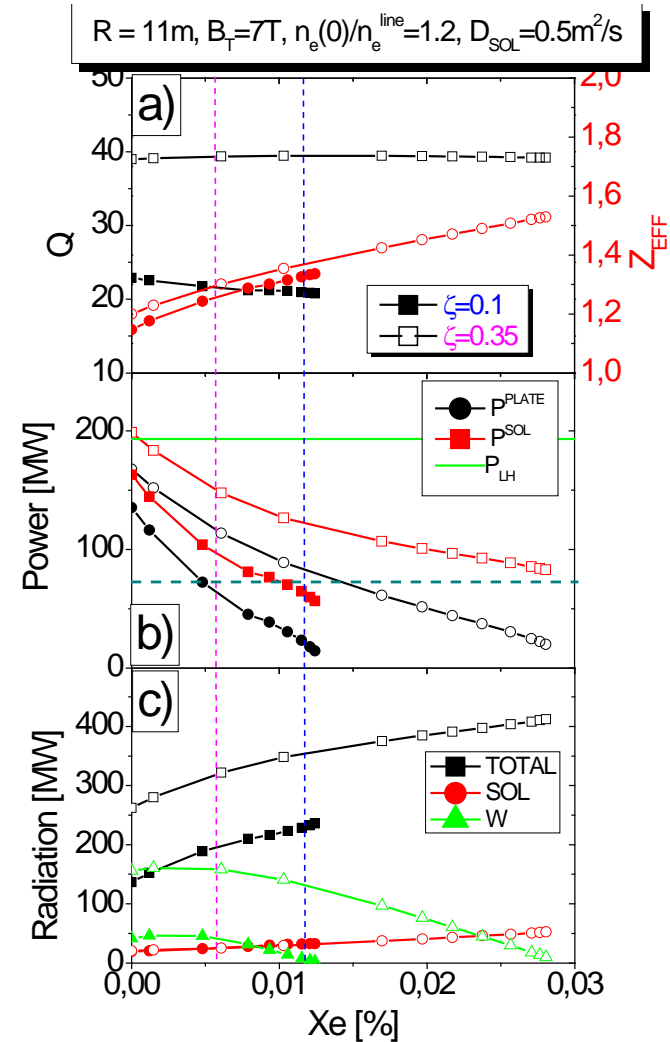 R = 11m, B_T=7T, n_e(0)/n_e^line=1.2, D_SOL=0.5m²/s
a)
50
40
30
20
10
Q
2,0
1,8
1,6
1,4
1,2
1,0
Z_EFF
ζ=0.1
ζ=0.35
b)
200
100
0
Power [MW]
P^PLATE
P^SOL
P_LH
c)
400
300
200
100
0
Radiation [MW]
TOTAL
SOL
W
0,00 0,01 0,02 0,03
Xe [%]